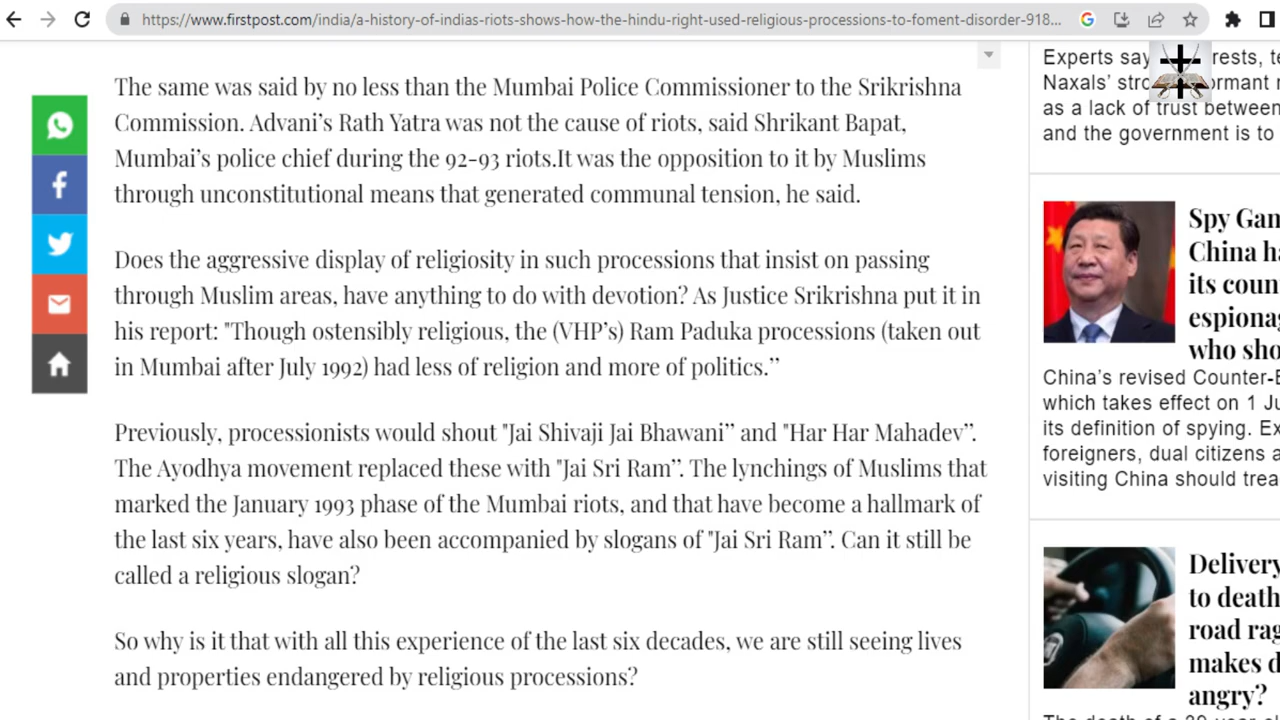 https://www.firstpost.com/india/a-history-of-indias-riots-shows-how-the-hindu-right-used-religious-processions-to-foment-disorder-918...
The same was said by no less than the Mumbai Police Commissioner to the Srikrishna
Commission. Advani’s Rath Yatra was not the cause of riots, said Shrikant Bapat,
Mumbai’s police chief during the 92-93 riots.It was the opposition to it by Muslims
through unconstitutional means that generated communal tension, he said.
Does the aggressive display of religiosity in such processions that insist on passing
through Muslim areas, have anything to do with devotion? As Justice Srikrishna put it in
his report: "Though ostensibly religious, the (VHP’s) Ram Paduka processions (taken out
in Mumbai after July 1992) had less of religion and more of politics.’’
Previously, processionists would shout "Jai Shivaji Jai Bhawani’’ and "Har Har Mahadev’’.
The Ayodhya movement replaced these with "Jai Sri Ram’’. The lynchings of Muslims that
marked the January 1993 phase of the Mumbai riots, and that have become a hallmark of
the last six years, have also been accompanied by slogans of "Jai Sri Ram’’. Can it still be
called a religious slogan?
So why is it that with all this experience of the last six decades, we are still seeing lives
and properties endangered by religious processions?
Experts say rests,
Naxals’
as a lack of trust between
and the government is to
Spy Gan
China ha
its coun
espionag
who sho
China’s revised Counter-E
which takes effect on 1 Ju
its definition of spying. Ex
foreigners, dual citizens a
visiting China should trea
Delivery
to death
road rag
makes d
angry?